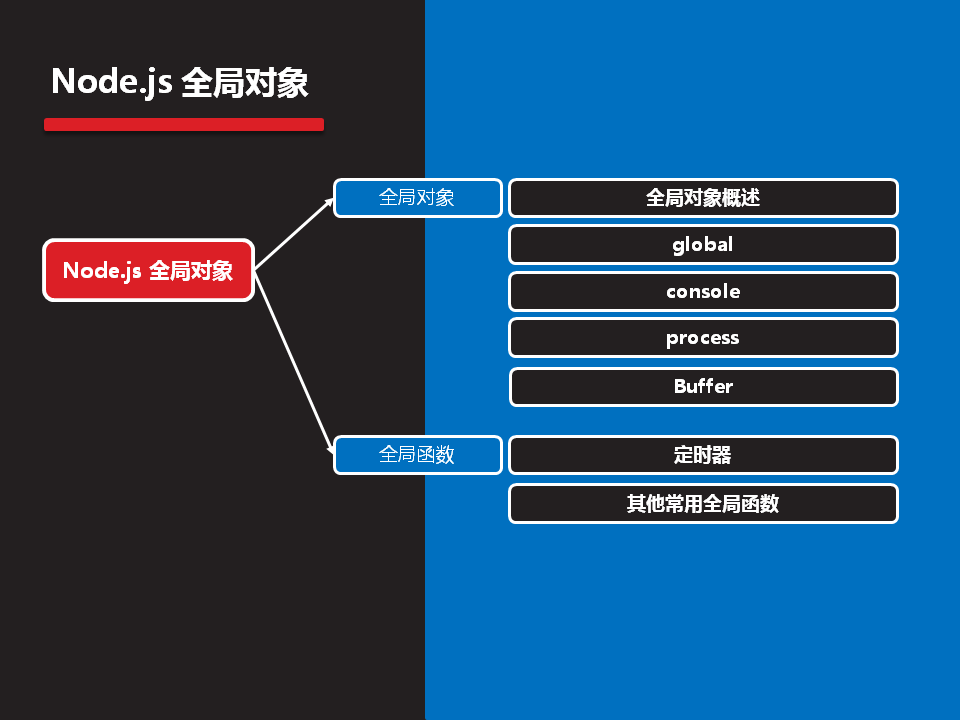 Node.js 全局对象
Node.js 全局对象
全局对象
全局对象概述
global
console
process
Buffer
全局函数
定时器
其他常用全局函数